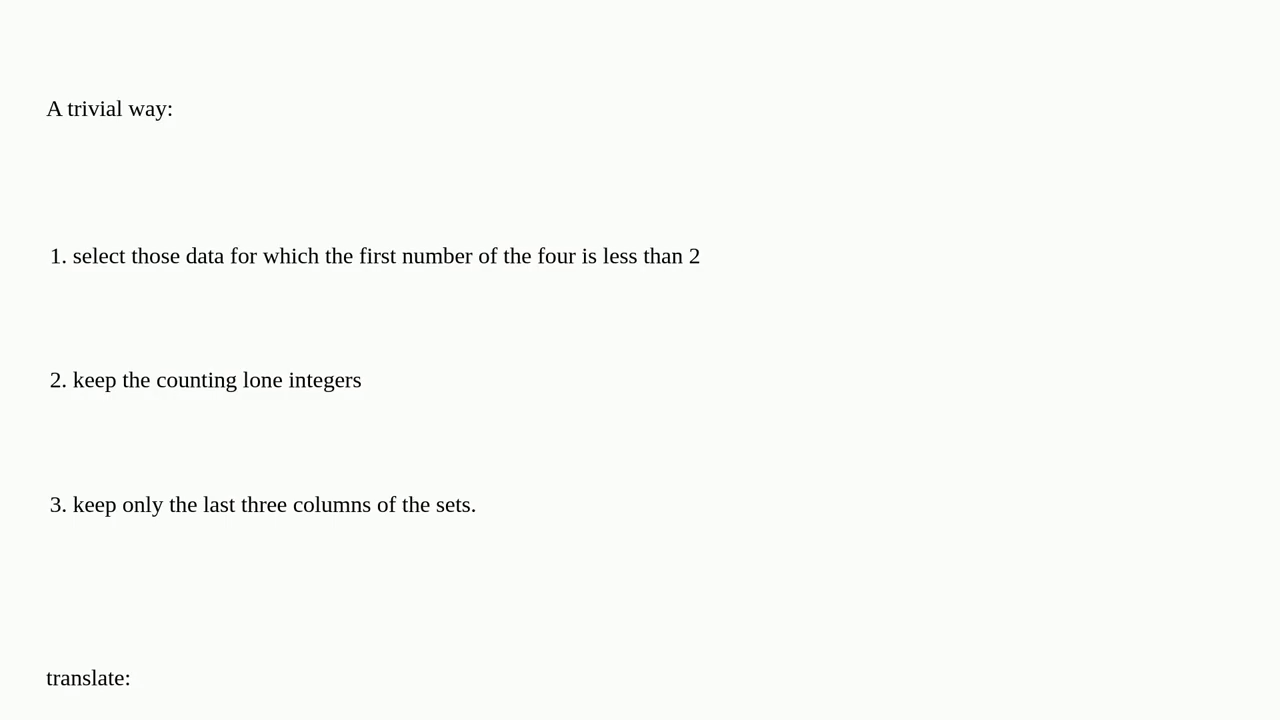 A trivial way:
1. select those data for which the first number of the four is less than 2
2. keep the counting lone integers
3. keep only the last three columns of the sets.
translate: